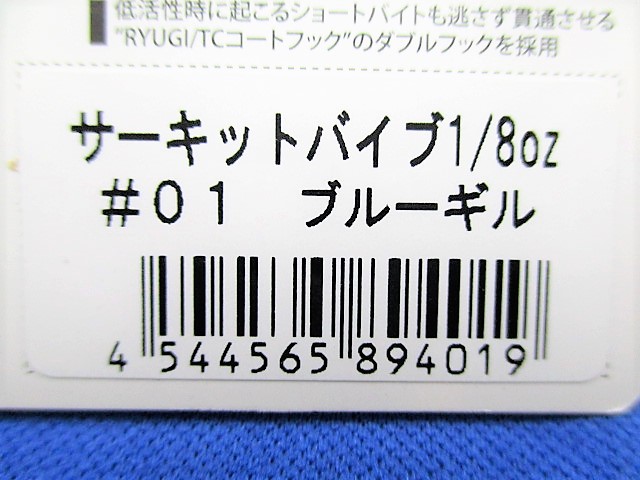 低活性時に起こるショートバイトも逃さず貫通させる
"RYUGI/TCコートフック"のダブルフックを採用
サーキットバイブ1/8oz
#01 ブルーギル
4 544565 894019